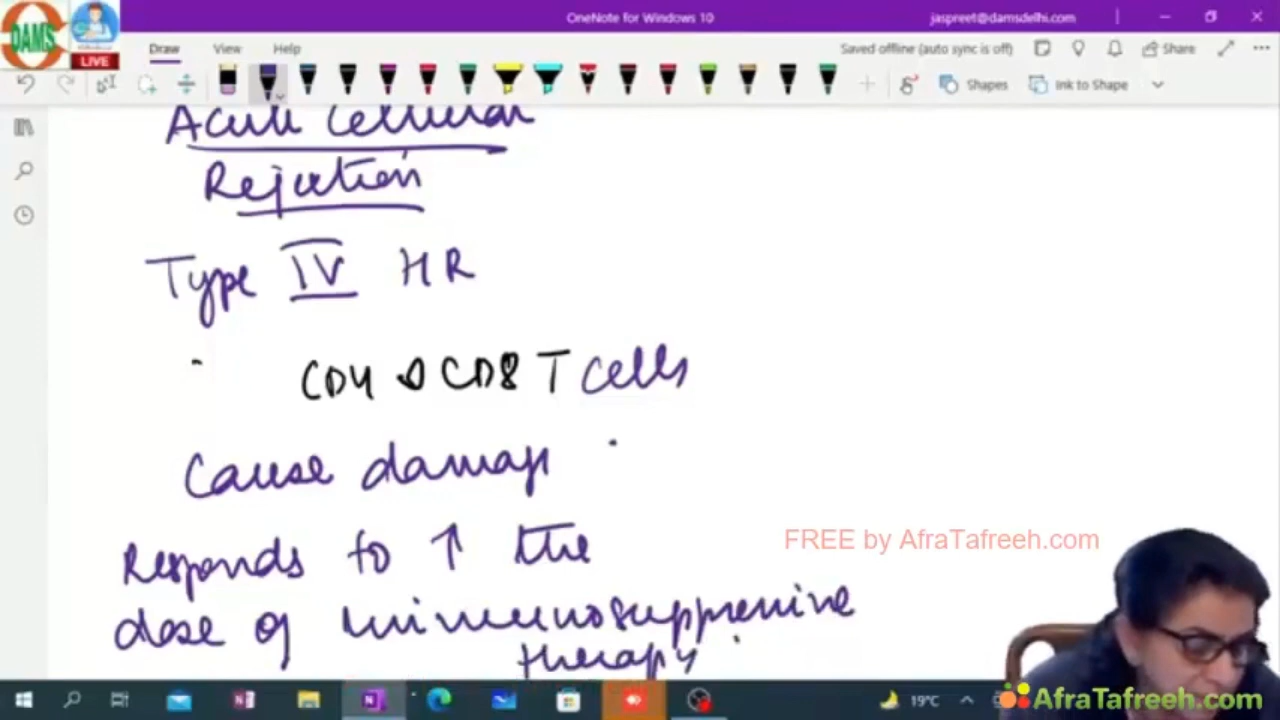 OneNote for Windows 10
jaspreet@damsdelhi.com
DAMS
LIVE
Draw View Help
Saved offline (auto sync is off)
Share
Shapes
Ink to Shape
Acute Cellular
Rejection
Type IV HR
CD4 & CD8 T cells
Cause damage
Responds to ↑ the
dose of immunosuppressive
therapy
FREE by AfraTafreeh.com
19°C
AfraTafreeh.com